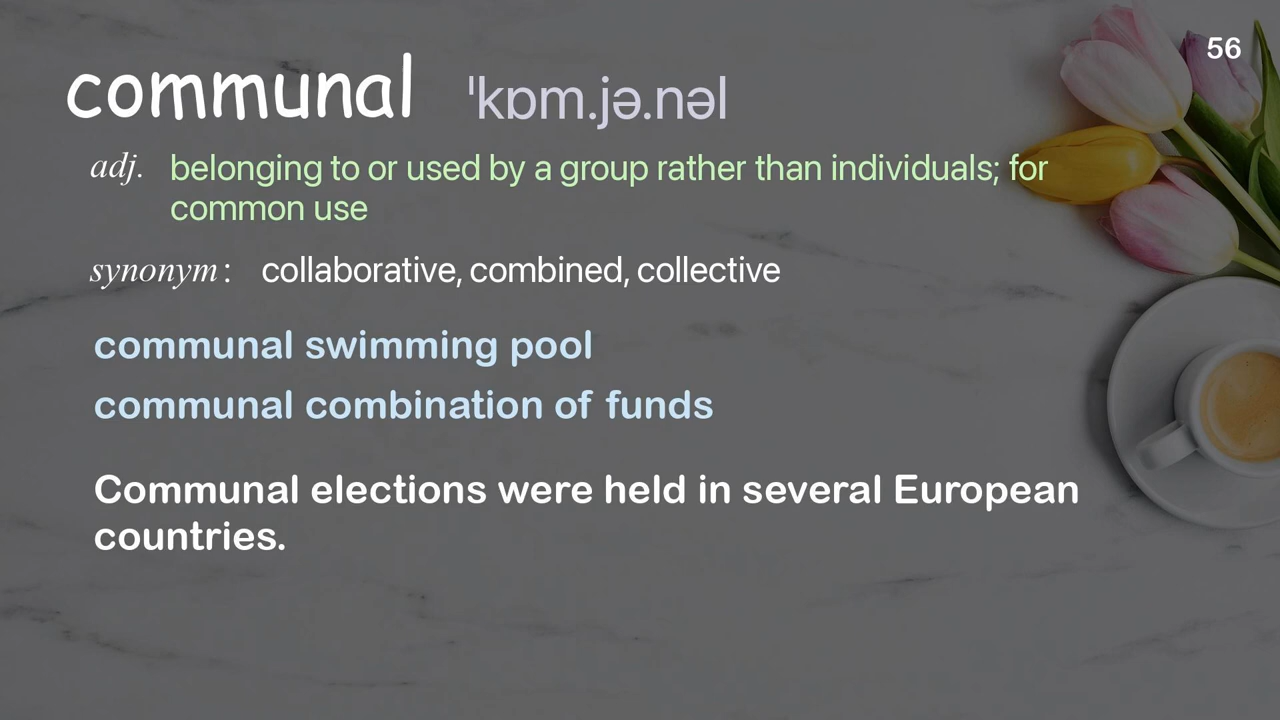 56
communal ˈkɒm.jə.nəl
adj. belonging to or used by a group rather than individuals; for
common use
synonym: collaborative, combined, collective
communal swimming pool
communal combination of funds
Communal elections were held in several European
countries.